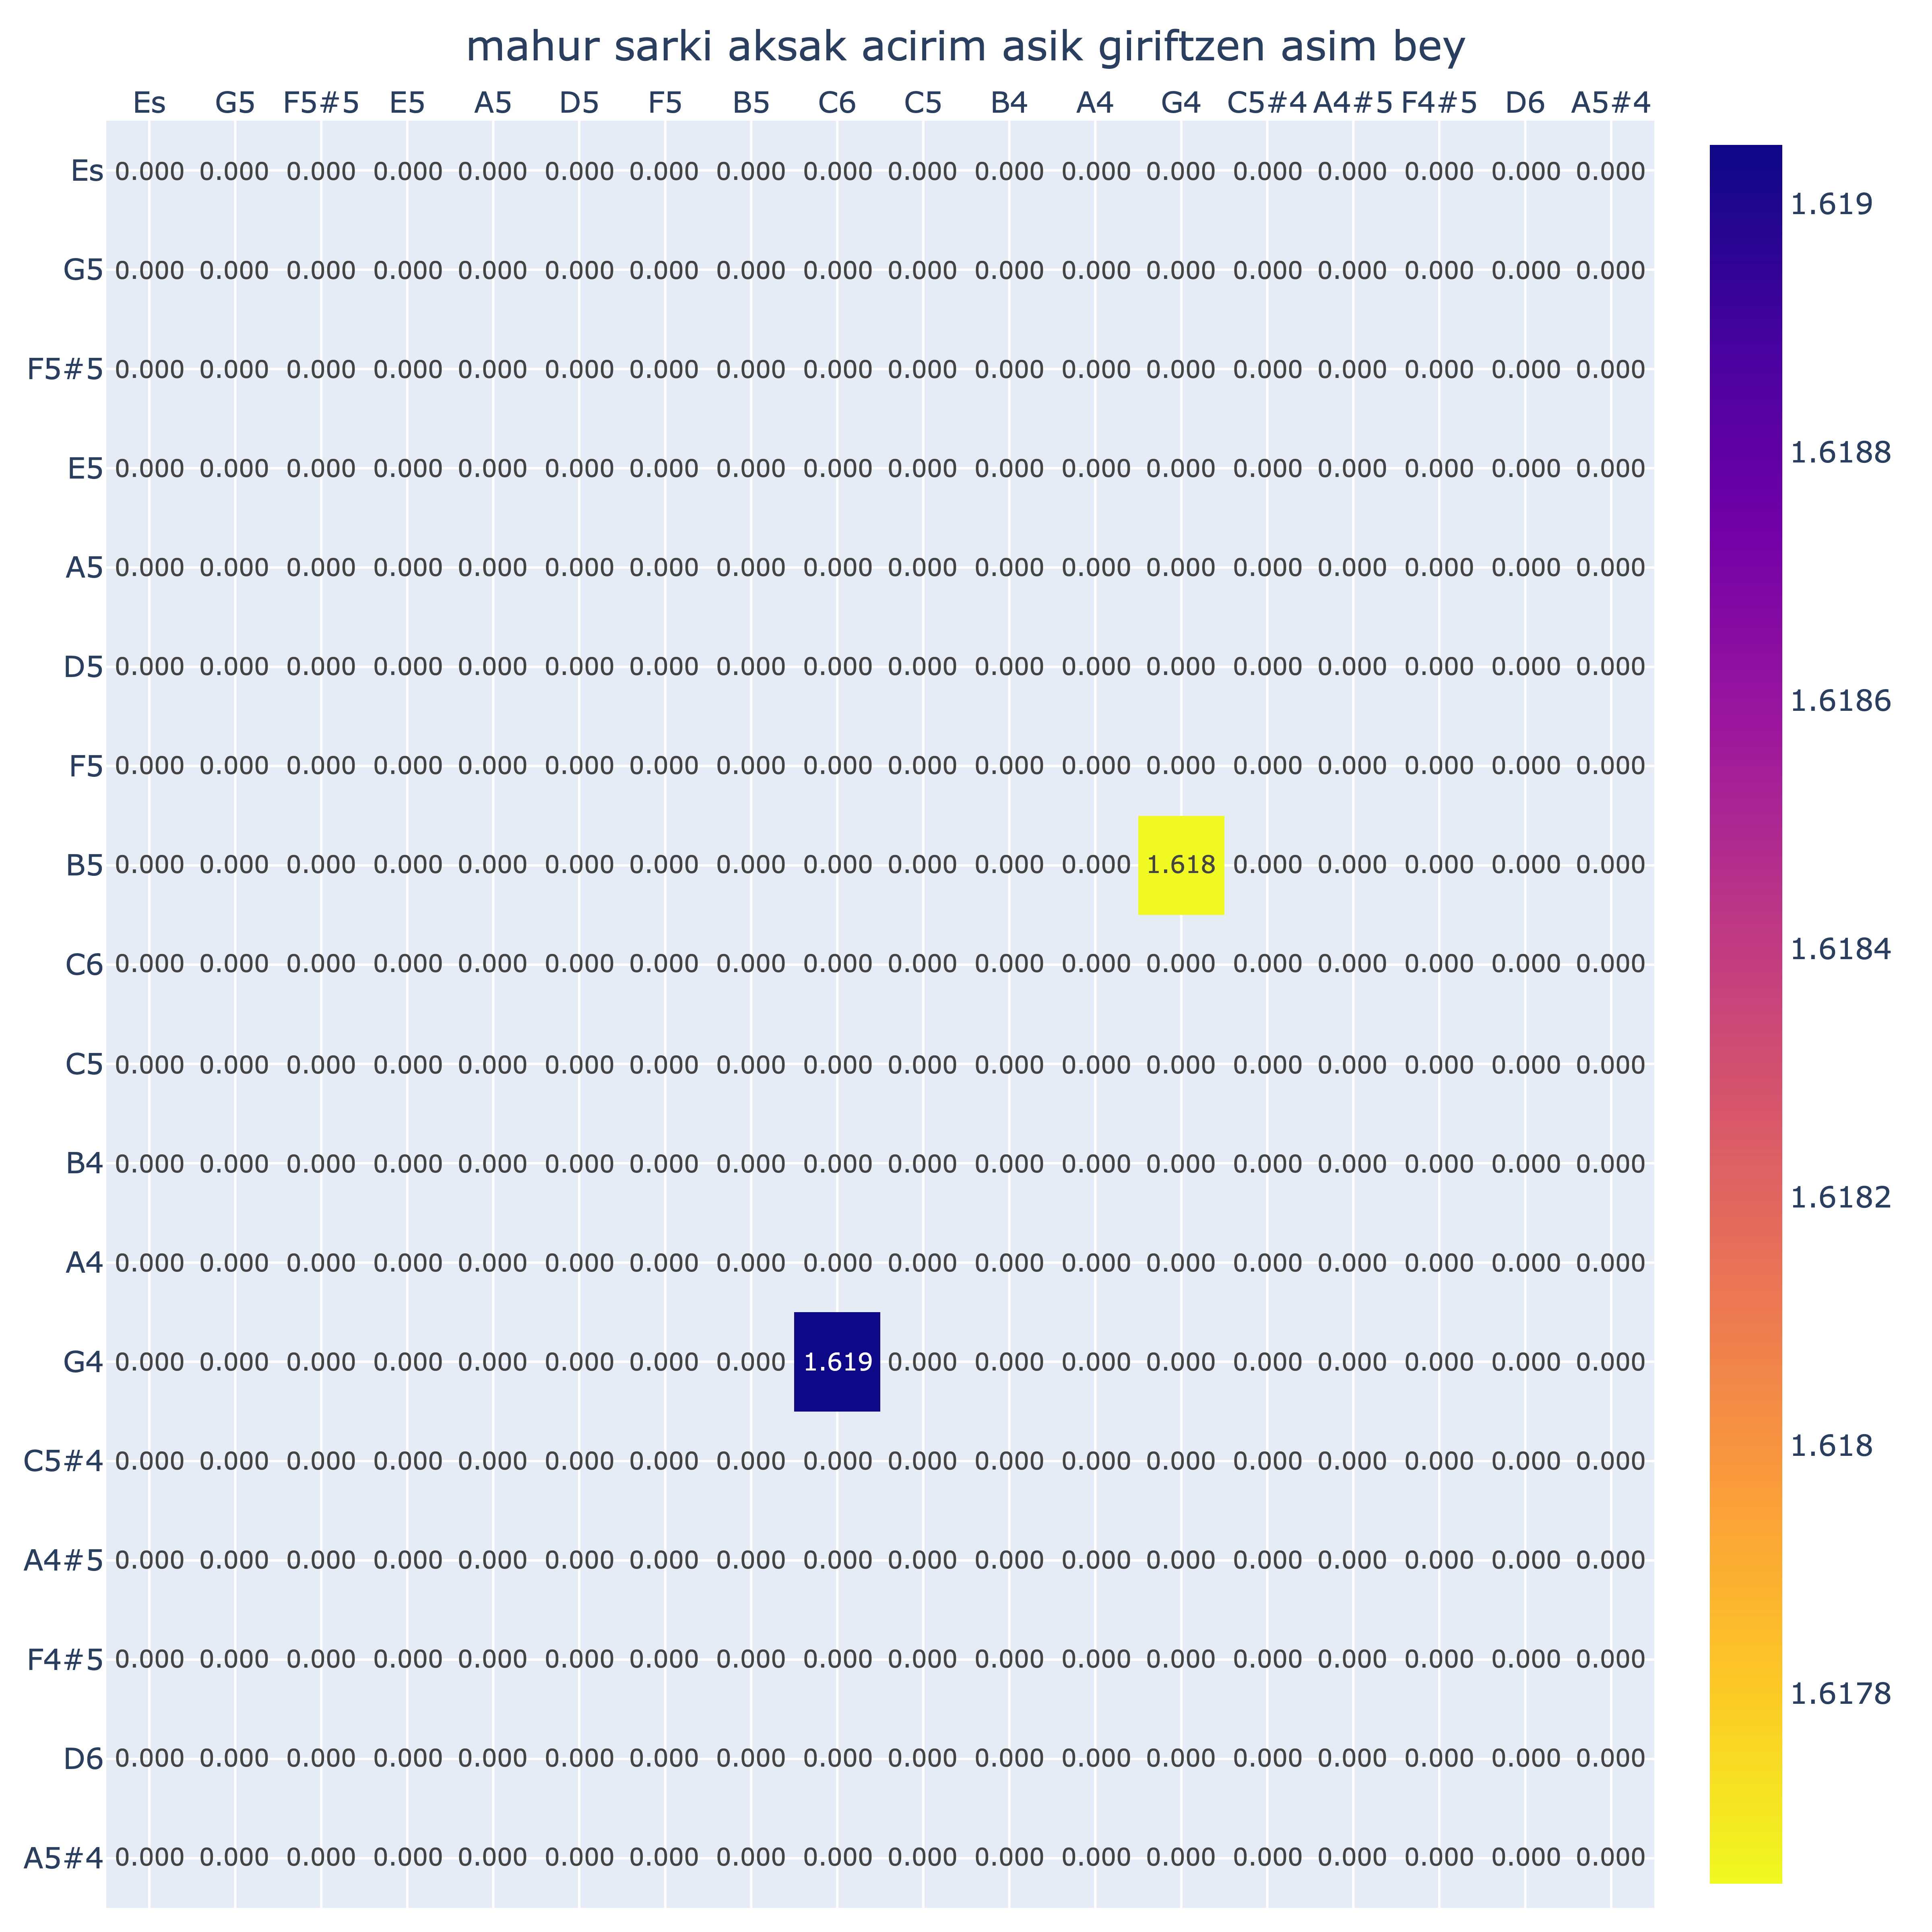 mahur sarki aksak acirim asik giriftzen asim bey
Es G5 F5#5 E5 A5 D5 F5 B5 C6 C5 B4 A4 G4 C5#4 A4#5 F4#5 D6 A5#4
Es 0.000 0.000 0.000 0.000 0.000 0.000 0.000 0.000 0.000 0.000 0.000 0.000 0.000 0.000 0.000 0.000 0.000 0.000
G5 0.000 0.000 0.000 0.000 0.000 0.000 0.000 0.000 0.000 0.000 0.000 0.000 0.000 0.000 0.000 0.000 0.000 0.000
F5#5 0.000 0.000 0.000 0.000 0.000 0.000 0.000 0.000 0.000 0.000 0.000 0.000 0.000 0.000 0.000 0.000 0.000 0.000
E5 0.000 0.000 0.000 0.000 0.000 0.000 0.000 0.000 0.000 0.000 0.000 0.000 0.000 0.000 0.000 0.000 0.000 0.000
A5 0.000 0.000 0.000 0.000 0.000 0.000 0.000 0.000 0.000 0.000 0.000 0.000 0.000 0.000 0.000 0.000 0.000 0.000
D5 0.000 0.000 0.000 0.000 0.000 0.000 0.000 0.000 0.000 0.000 0.000 0.000 0.000 0.000 0.000 0.000 0.000 0.000
F5 0.000 0.000 0.000 0.000 0.000 0.000 0.000 0.000 0.000 0.000 0.000 0.000 0.000 0.000 0.000 0.000 0.000 0.000
B5 0.000 0.000 0.000 0.000 0.000 0.000 0.000 0.000 0.000 0.000 0.000 0.000 1.618 0.000 0.000 0.000 0.000 0.000
C6 0.000 0.000 0.000 0.000 0.000 0.000 0.000 0.000 0.000 0.000 0.000 0.000 0.000 0.000 0.000 0.000 0.000 0.000
C5 0.000 0.000 0.000 0.000 0.000 0.000 0.000 0.000 0.000 0.000 0.000 0.000 0.000 0.000 0.000 0.000 0.000 0.000
B4 0.000 0.000 0.000 0.000 0.000 0.000 0.000 0.000 0.000 0.000 0.000 0.000 0.000 0.000 0.000 0.000 0.000 0.000
A4 0.000 0.000 0.000 0.000 0.000 0.000 0.000 0.000 0.000 0.000 0.000 0.000 0.000 0.000 0.000 0.000 0.000 0.000
G4 0.000 0.000 0.000 0.000 0.000 0.000 0.000 0.000 1.619 0.000 0.000 0.000 0.000 0.000 0.000 0.000 0.000 0.000
C5#4 0.000 0.000 0.000 0.000 0.000 0.000 0.000 0.000 0.000 0.000 0.000 0.000 0.000 0.000 0.000 0.000 0.000 0.000
A4#5 0.000 0.000 0.000 0.000 0.000 0.000 0.000 0.000 0.000 0.000 0.000 0.000 0.000 0.000 0.000 0.000 0.000 0.000
F4#5 0.000 0.000 0.000 0.000 0.000 0.000 0.000 0.000 0.000 0.000 0.000 0.000 0.000 0.000 0.000 0.000 0.000 0.000
D6 0.000 0.000 0.000 0.000 0.000 0.000 0.000 0.000 0.000 0.000 0.000 0.000 0.000 0.000 0.000 0.000 0.000 0.000
A5#4 0.000 0.000 0.000 0.000 0.000 0.000 0.000 0.000 0.000 0.000 0.000 0.000 0.000 0.000 0.000 0.000 0.000 0.000
1.619
1.6188
1.6186
1.6184
1.6182
1.618
1.6178